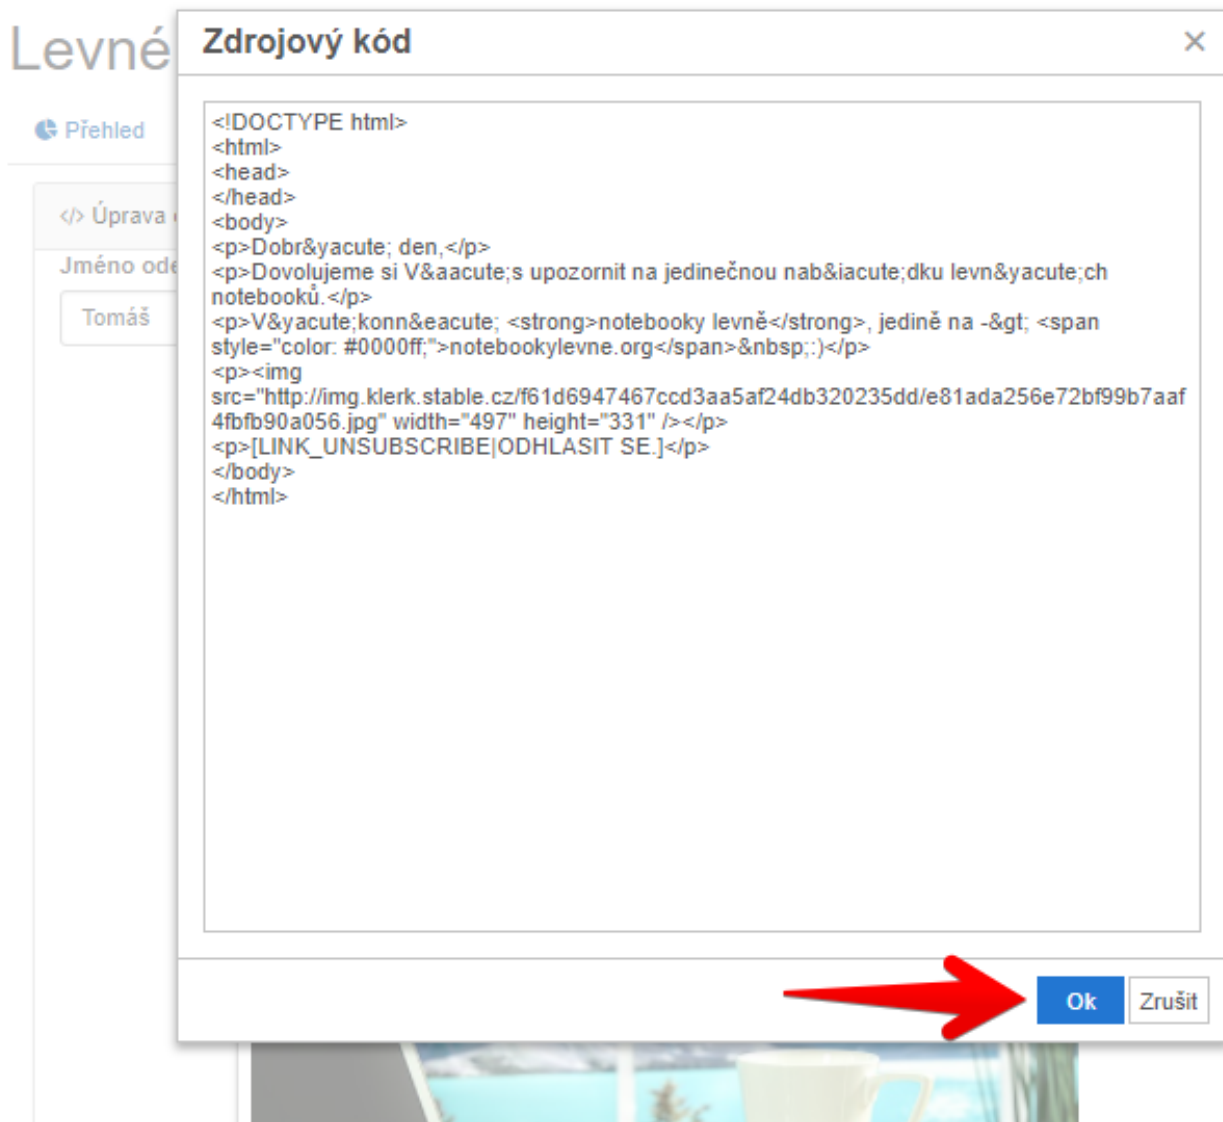 Levné
Zdrojový kód
×
Přehled
</> Úprava
Jméno ode
Tomáš
<!DOCTYPE html>
<html>
<head>
</head>
<body>
<p>Dobr&yacute; den,</p>
<p>Dovolujeme si V&aacute;s upozornit na jedinečnou nab&iacute;dku levn&yacute;ch
notebooků.</p>
<p>V&yacute;konn&eacute; <strong>notebooky levně</strong>, jedině na -&gt; <span
style="color: #0000ff;">notebookylevne.org</span>&nbsp;:)</p>
<p><img
src="http://img.klerk.stable.cz/f61d6947467ccd3aa5af24db320235dd/e81ada256e72bf99b7aaf
4fbfb90a056.jpg" width="497" height="331" /></p>
<p>[LINK_UNSUBSCRIBE|ODHLASIT SE.]</p>
</body>
</html>
Ok
Zrušit